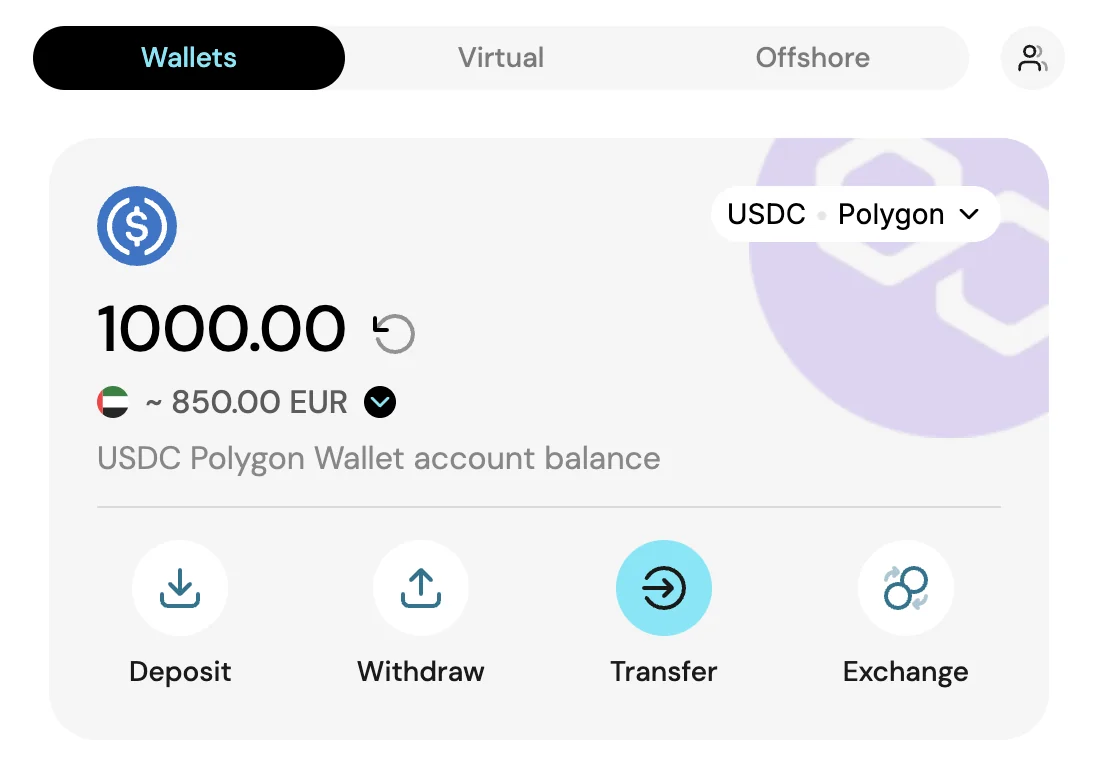 Wallets Virtual Offshore
USDC • Polygon
$
1000.00
~ 850.00 EUR
USDC Polygon Wallet account balance
Deposit Withdraw Transfer Exchange